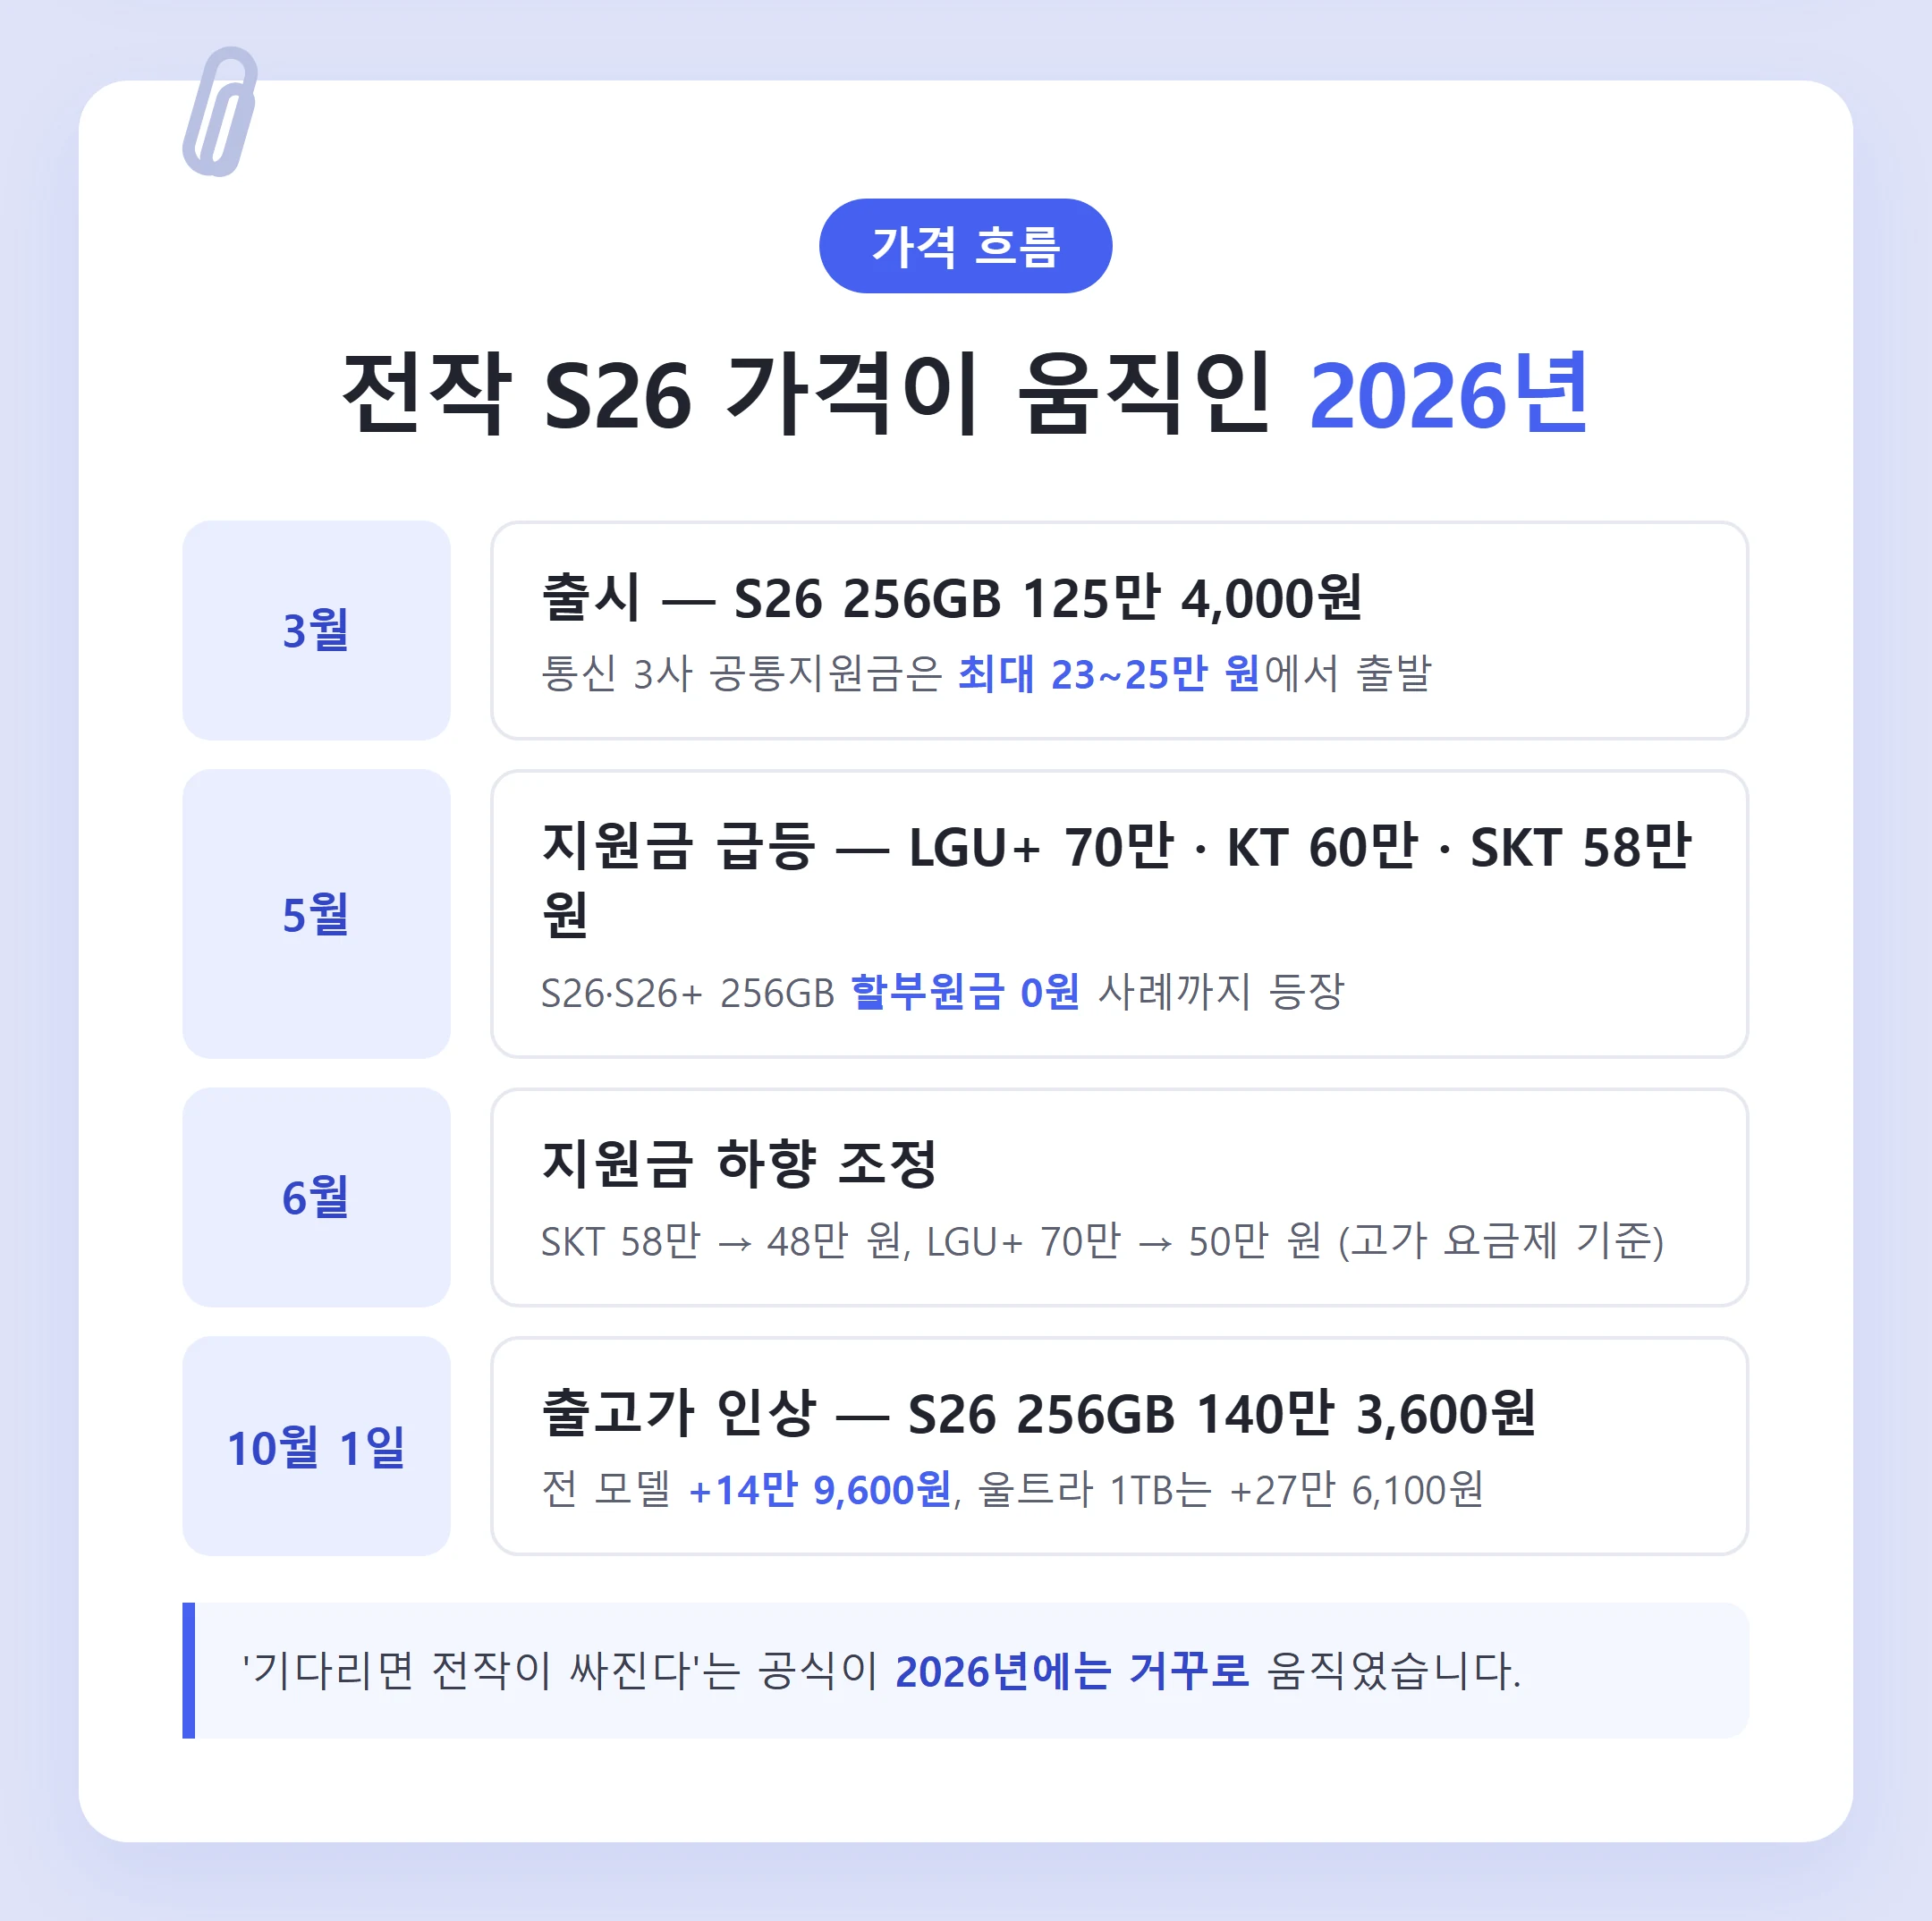 가격 흐름
전작 S26 가격이 움직인 2026년
3월
출시 — S26 256GB 125만 4,000원
통신 3사 공통지원금은 최대 23~25만 원에서 출발
5월
지원금 급등 — LGU+ 70만 · KT 60만 · SKT 58만
원
S26·S26+ 256GB 할부원금 0원 사례까지 등장
6월
지원금 하향 조정
SKT 58만 → 48만 원, LGU+ 70만 → 50만 원 (고가 요금제 기준)
10월 1일
출고가 인상 — S26 256GB 140만 3,600원
전 모델 +14만 9,600원, 울트라 1TB는 +27만 6,100원
'기다리면 전작이 싸진다'는 공식이 2026년에는 거꾸로 움직였습니다.